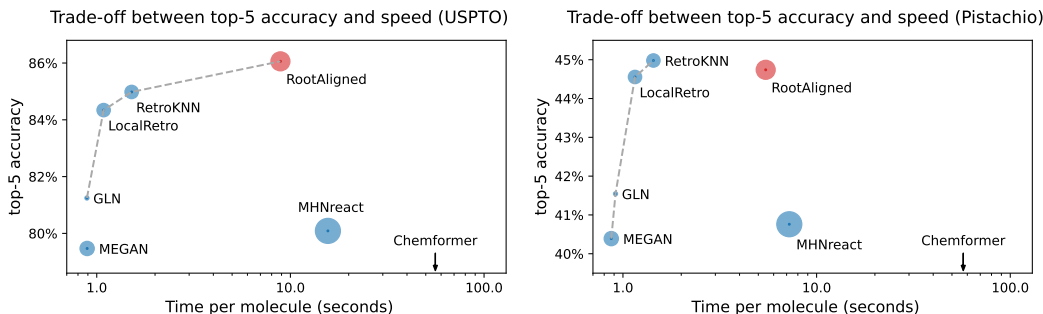 Trade-off between top-5 accuracy and speed (USPTO)
86%
84%
82%
80%
top-5 accuracy
RootAligned
RetroKNN
LocalRetro
GLN
MHNreact
MEGAN
Chemformer
1.0
10.0
100.0
Time per molecule (seconds)
Trade-off between top-5 accuracy and speed (Pistachio)
45%
44%
43%
42%
41%
40%
top-5 accuracy
RetroKNN
RootAligned
LocalRetro
GLN
MEGAN
MHNreact
Chemformer
1.0
10.0
100.0
Time per molecule (seconds)